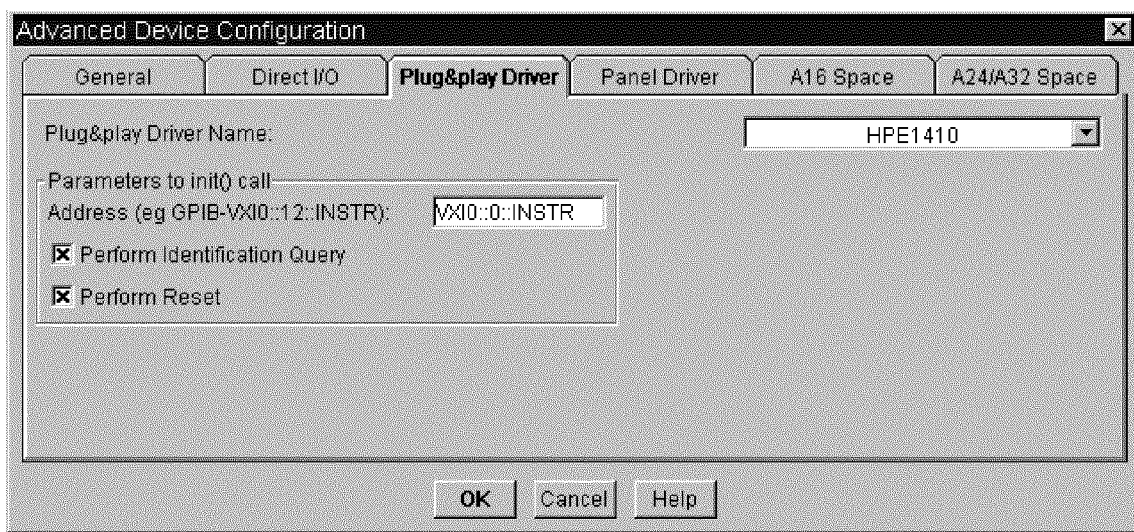 Advanced Device Configuration
General Direct I/O Plug&play Driver Panel Driver A16 Space A24/A32 Space
Plug&play Driver Name: HPE1410
Parameters to init() call
Address (eg GPIB-VXI0::12::INSTR): VXI0::0::INSTR
Perform Identification Query
Perform Reset
OK Cancel Help